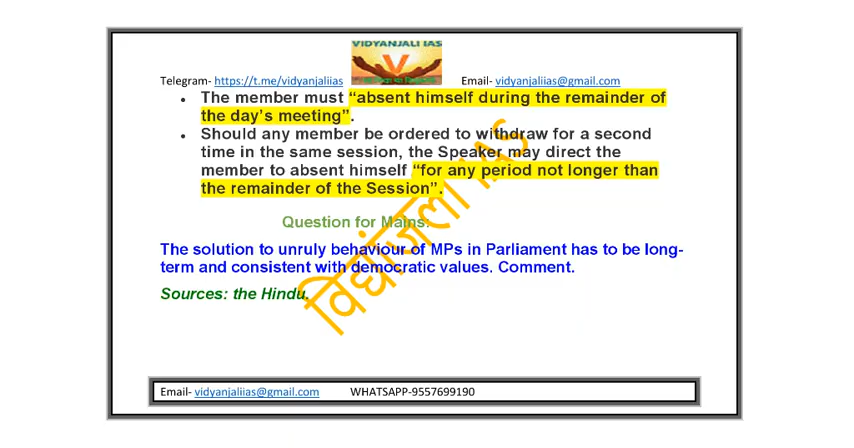 VIDYANJALI IAS
V
Telegram- https://t.me/vidyanjaliias Email- vidyanjaliias@gmail.com
• The member must “absent himself during the remainder of
the day’s meeting”.
• Should any member be ordered to withdraw for a second
time in the same session, the Speaker may direct the
member to absent himself “for any period not longer than
the remainder of the Session”.
Question for Mains:
The solution to unruly behaviour of MPs in Parliament has to be long-
term and consistent with democratic values. Comment.
Sources: the Hindu.
विद्यांजली IAS
Email- vidyanjaliias@gmail.com WHATSAPP-9557699190